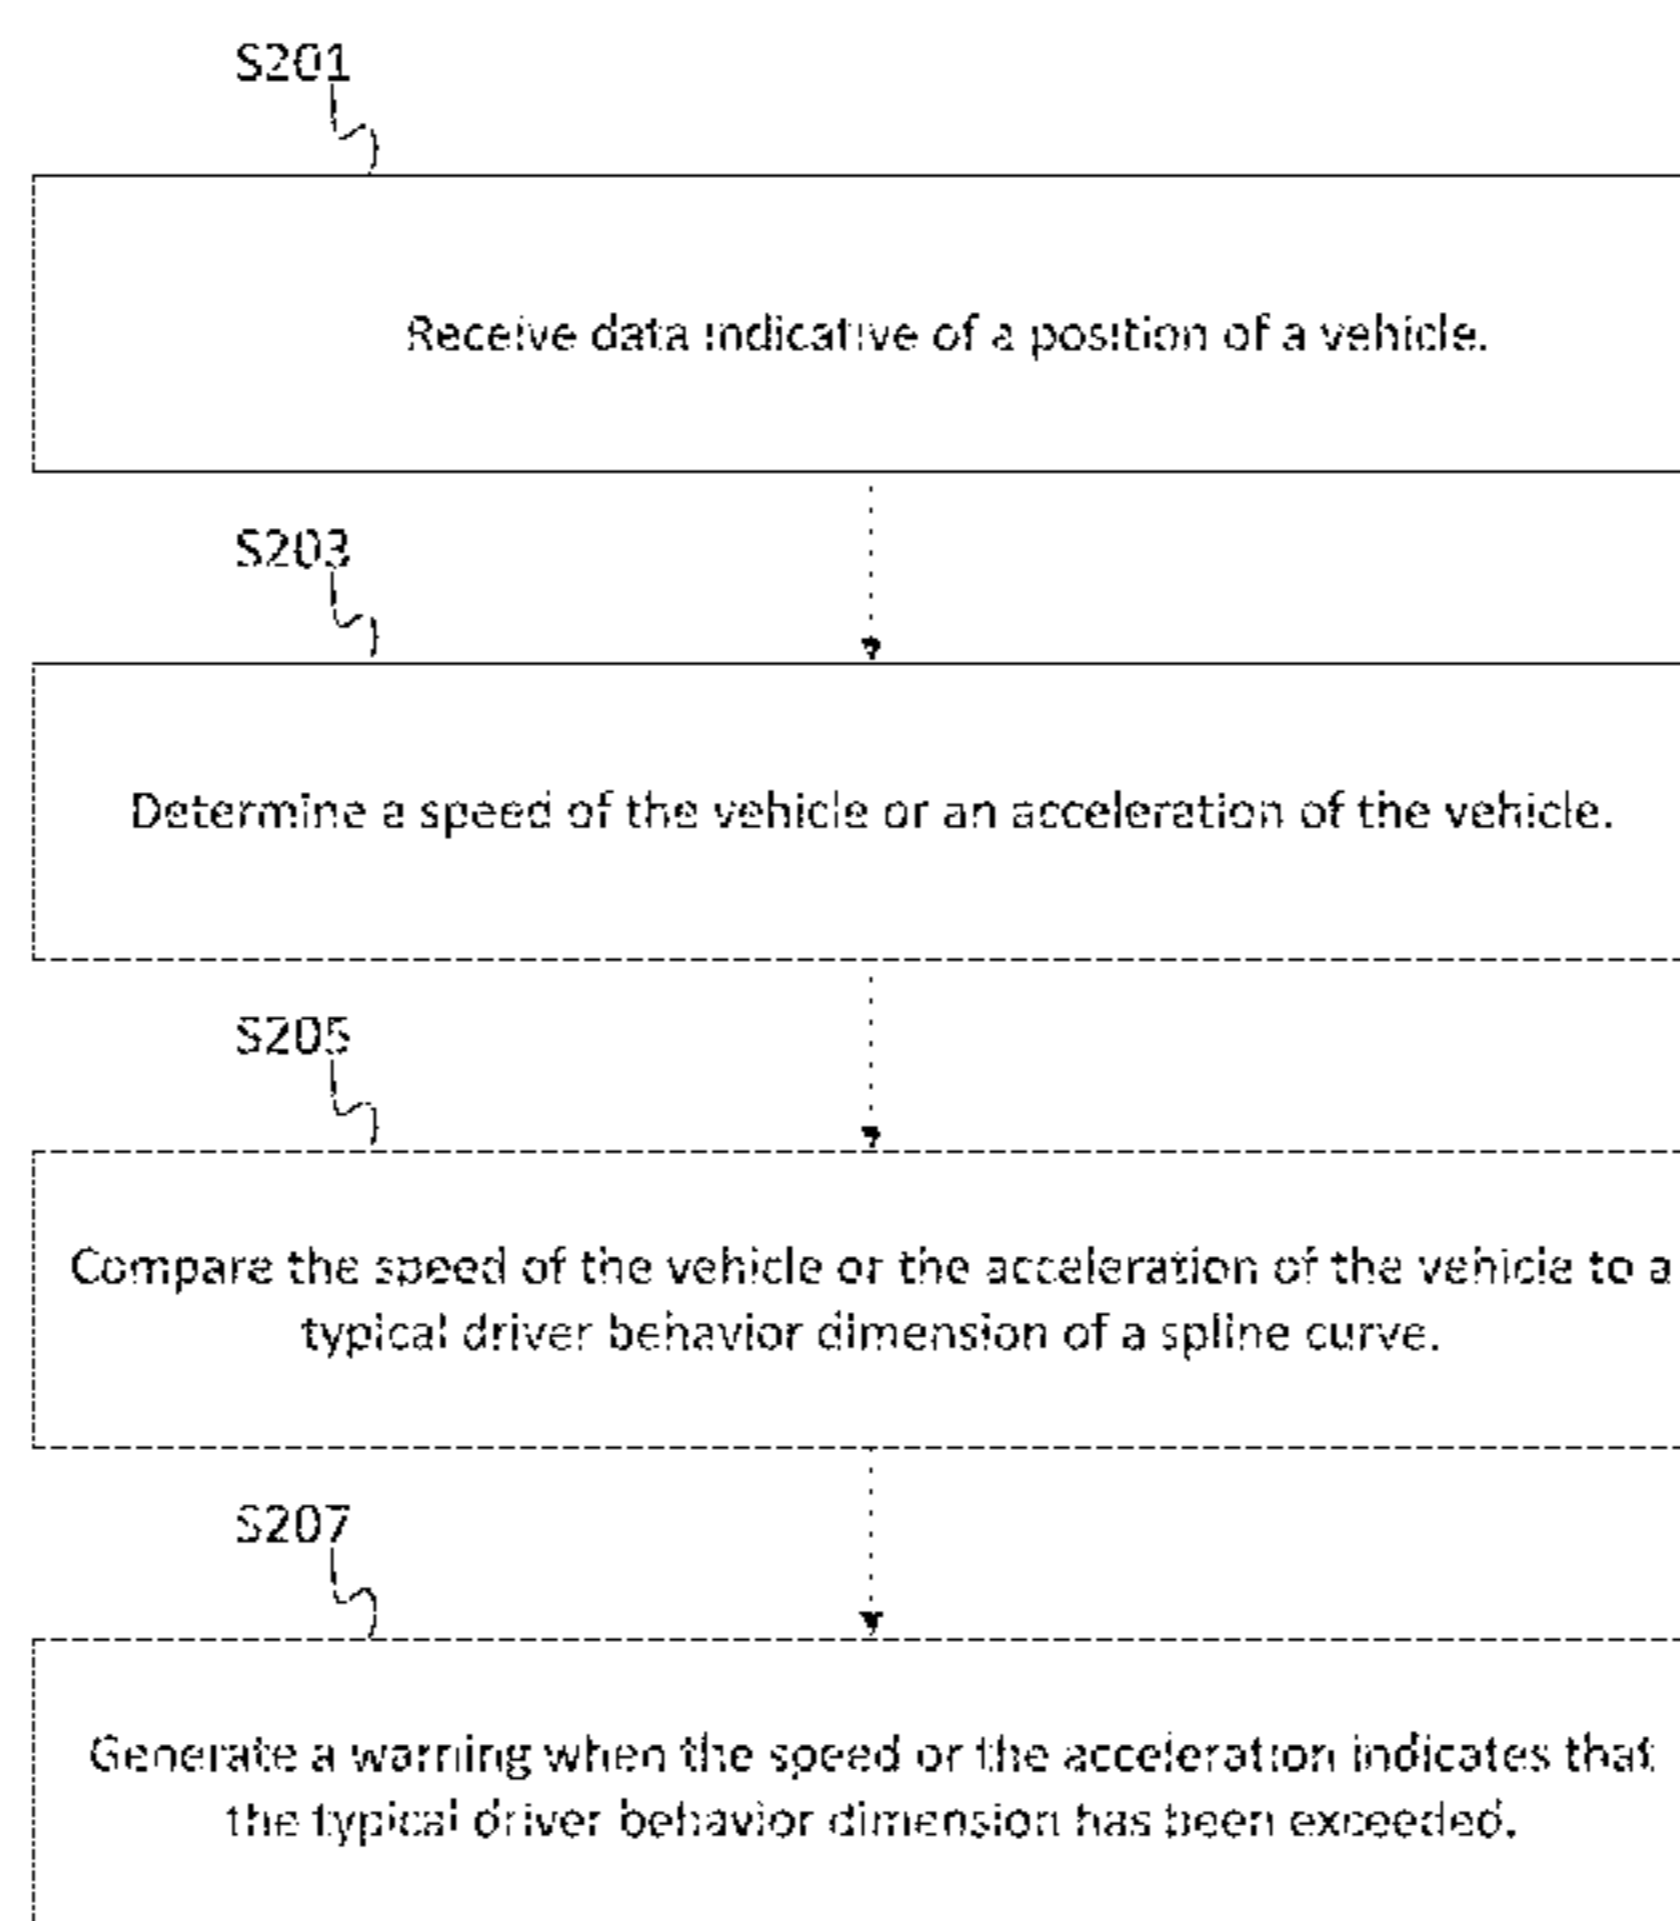 S201
Receive data indicative of a position of a vehicle.
S203
Determine a speed of the vehicle or an acceleration of the vehicle.
S205
Compare the speed of the vehicle or the acceleration of the vehicle to a
typical driver behavior dimension of a spline curve.
S207
Generate a warning when the speed or the acceleration indicates that
the typical driver behavior dimension has been exceeded.